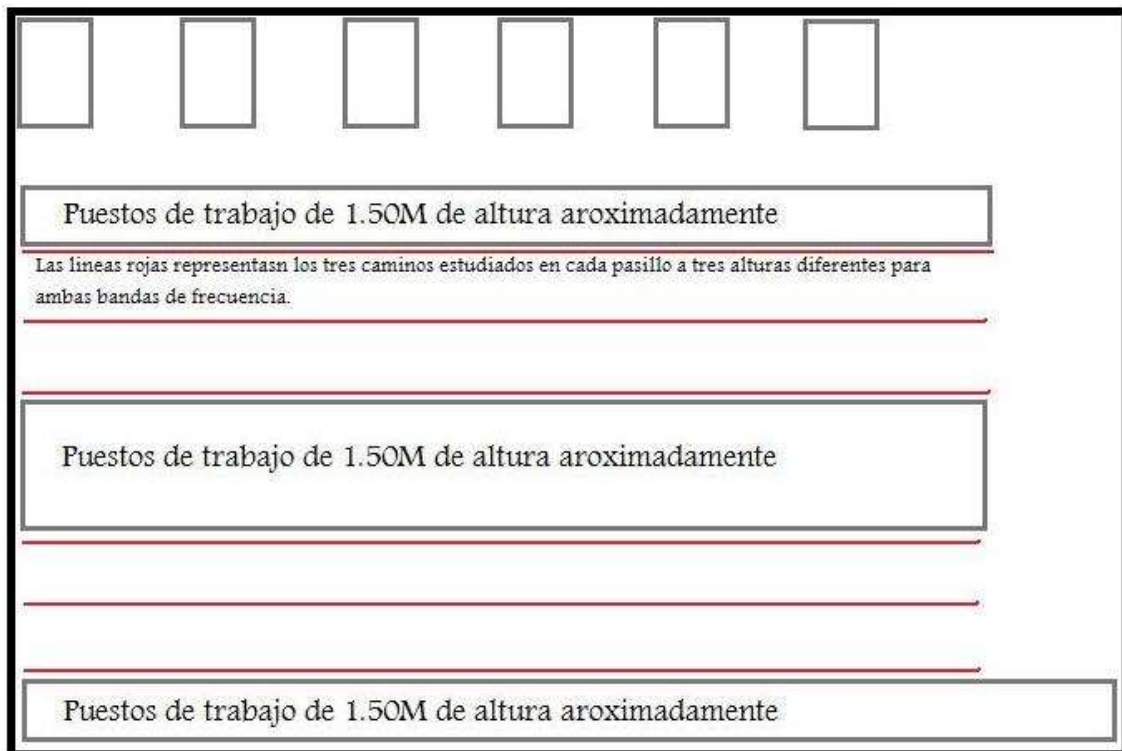 Puestos de trabajo de 1.50M de altura aroximadamente
Las lineas rojas representasn los tres caminos estudiados en cada pasillo a tres alturas diferentes para
ambas bandas de frecuencia.
Puestos de trabajo de 1.50M de altura aroximadamente
Puestos de trabajo de 1.50M de altura aroximadamente